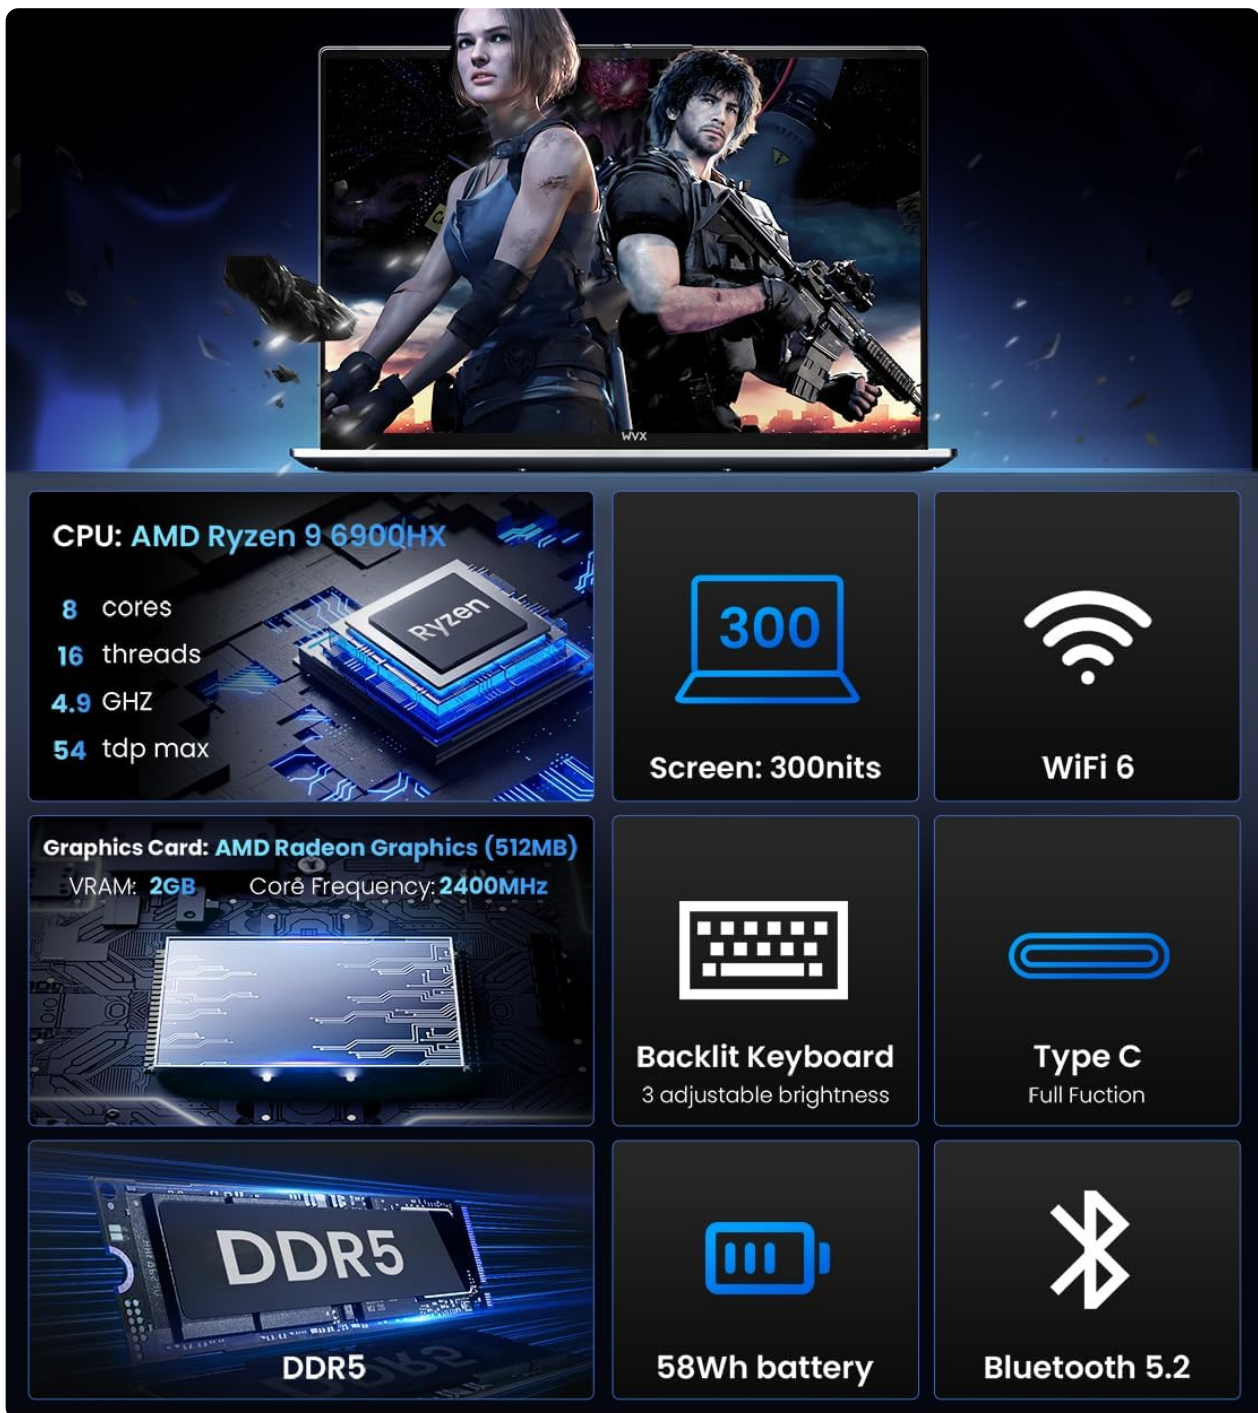 WVX
CPU: AMD Ryzen 9 6900HX
8 cores
16 threads
4.9 GHZ
54 tdp max
Ryzen
300
Screen: 300nits
WiFi 6
Graphics Card: AMD Radeon Graphics (512MB)
VRAM: 2GB Core Frequency: 2400MHz
Backlit Keyboard
3 adjustable brightness
Type C
Full Fuction
DDR5
DDR5
58Wh battery
Bluetooth 5.2